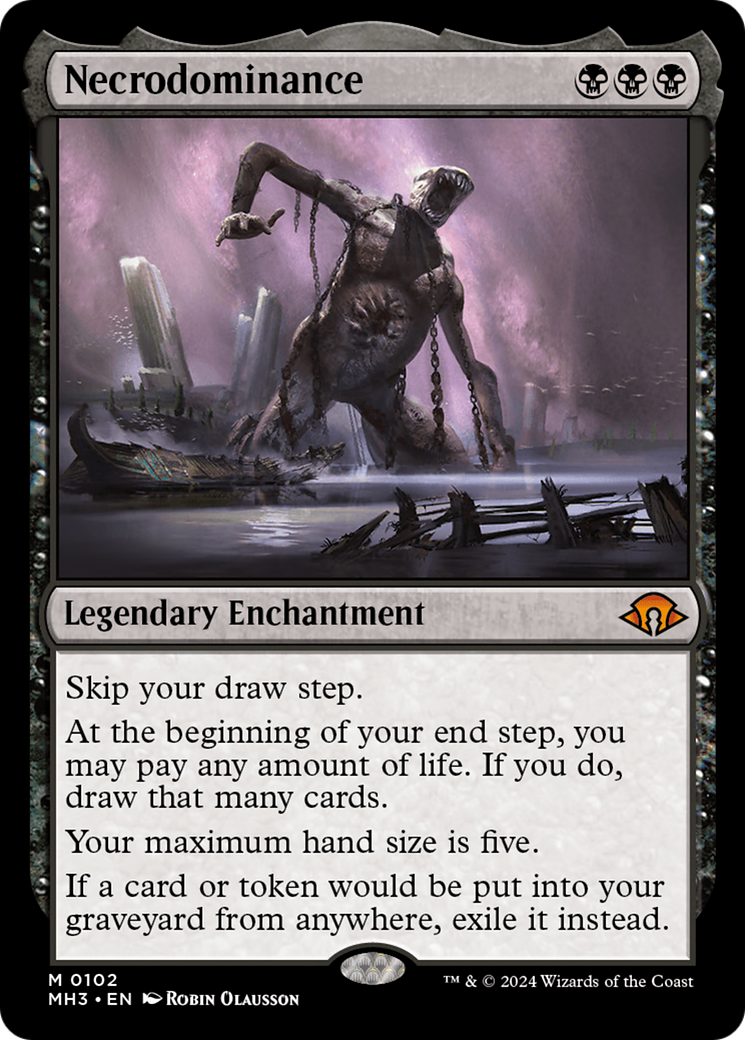 Necrodominance
Legendary Enchantment
Skip your draw step.
At the beginning of your end step, you
may pay any amount of life. If you do,
draw that many cards.
Your maximum hand size is five.
If a card or token would be put into your
graveyard from anywhere, exile it instead.
M 0102
™ & © 2024 Wizards of the Coast
MH3 • EN Robin Olausson